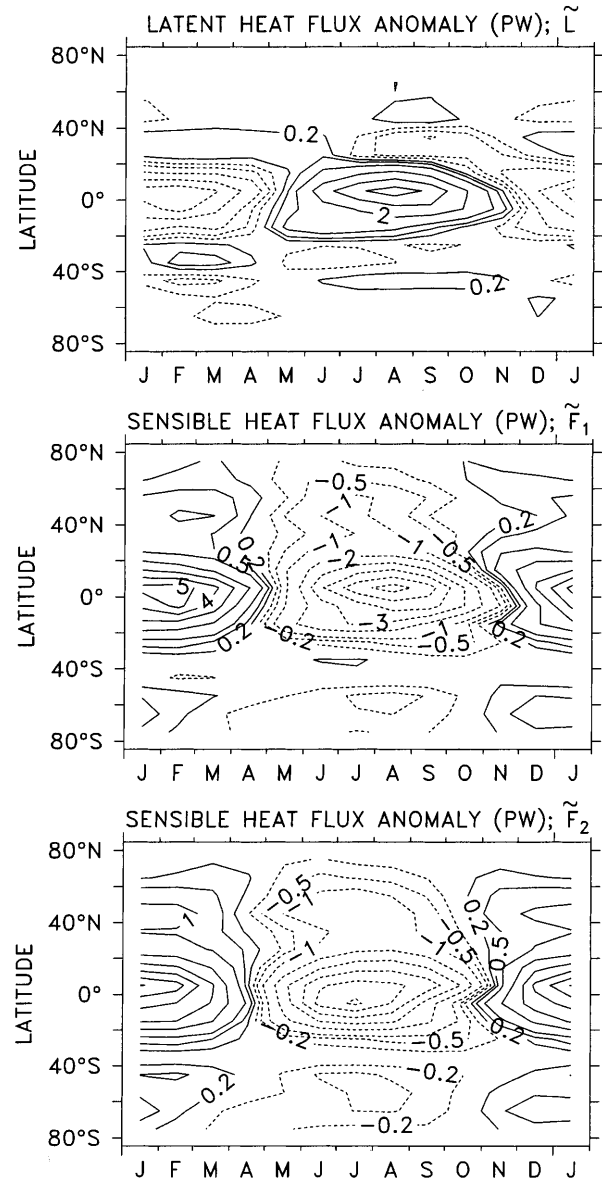 LATENT HEAT FLUX ANOMALY (PW); L̃
80°N
40°N
0°
40°S
80°S
LATITUDE
0.2
2
0.2
J F M A M J J A S O N D J
SENSIBLE HEAT FLUX ANOMALY (PW); F̃₁
80°N
40°N
0°
40°S
80°S
LATITUDE
-0.5
-1
0.2
0.2
0.5
-1
-1
-0.5
-2
5
4
-3
0.2
-0.2
-1
-0.5
0.2
J F M A M J J A S O N D J
SENSIBLE HEAT FLUX ANOMALY (PW); F̃₂
80°N
40°N
0°
40°S
80°S
LATITUDE
-0.5
-1
1
0.2
-1
-1
-0.5
0.5
-0.2
-0.5
0.2
-0.2
0.2
-0.2
J F M A M J J A S O N D J